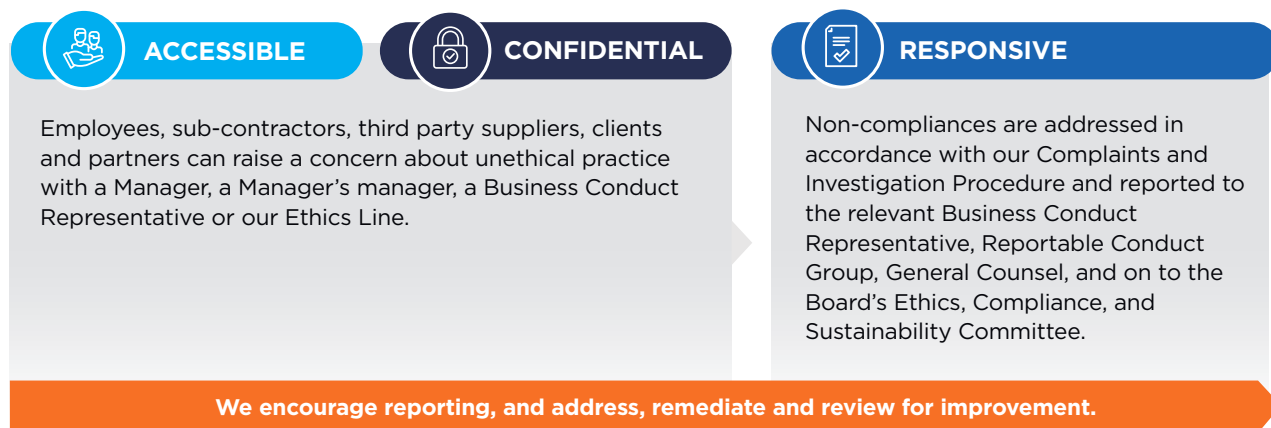 ACCESSIBLE
CONFIDENTIAL
Employees, sub-contractors, third party suppliers, clients
and partners can raise a concern about unethical practice
with a Manager, a Manager’s manager, a Business Conduct
Representative or our Ethics Line.
RESPONSIVE
Non-compliances are addressed in
accordance with our Complaints and
Investigation Procedure and reported to
the relevant Business Conduct
Representative, Reportable Conduct
Group, General Counsel, and on to the
Board’s Ethics, Compliance, and
Sustainability Committee.
We encourage reporting, and address, remediate and review for improvement.